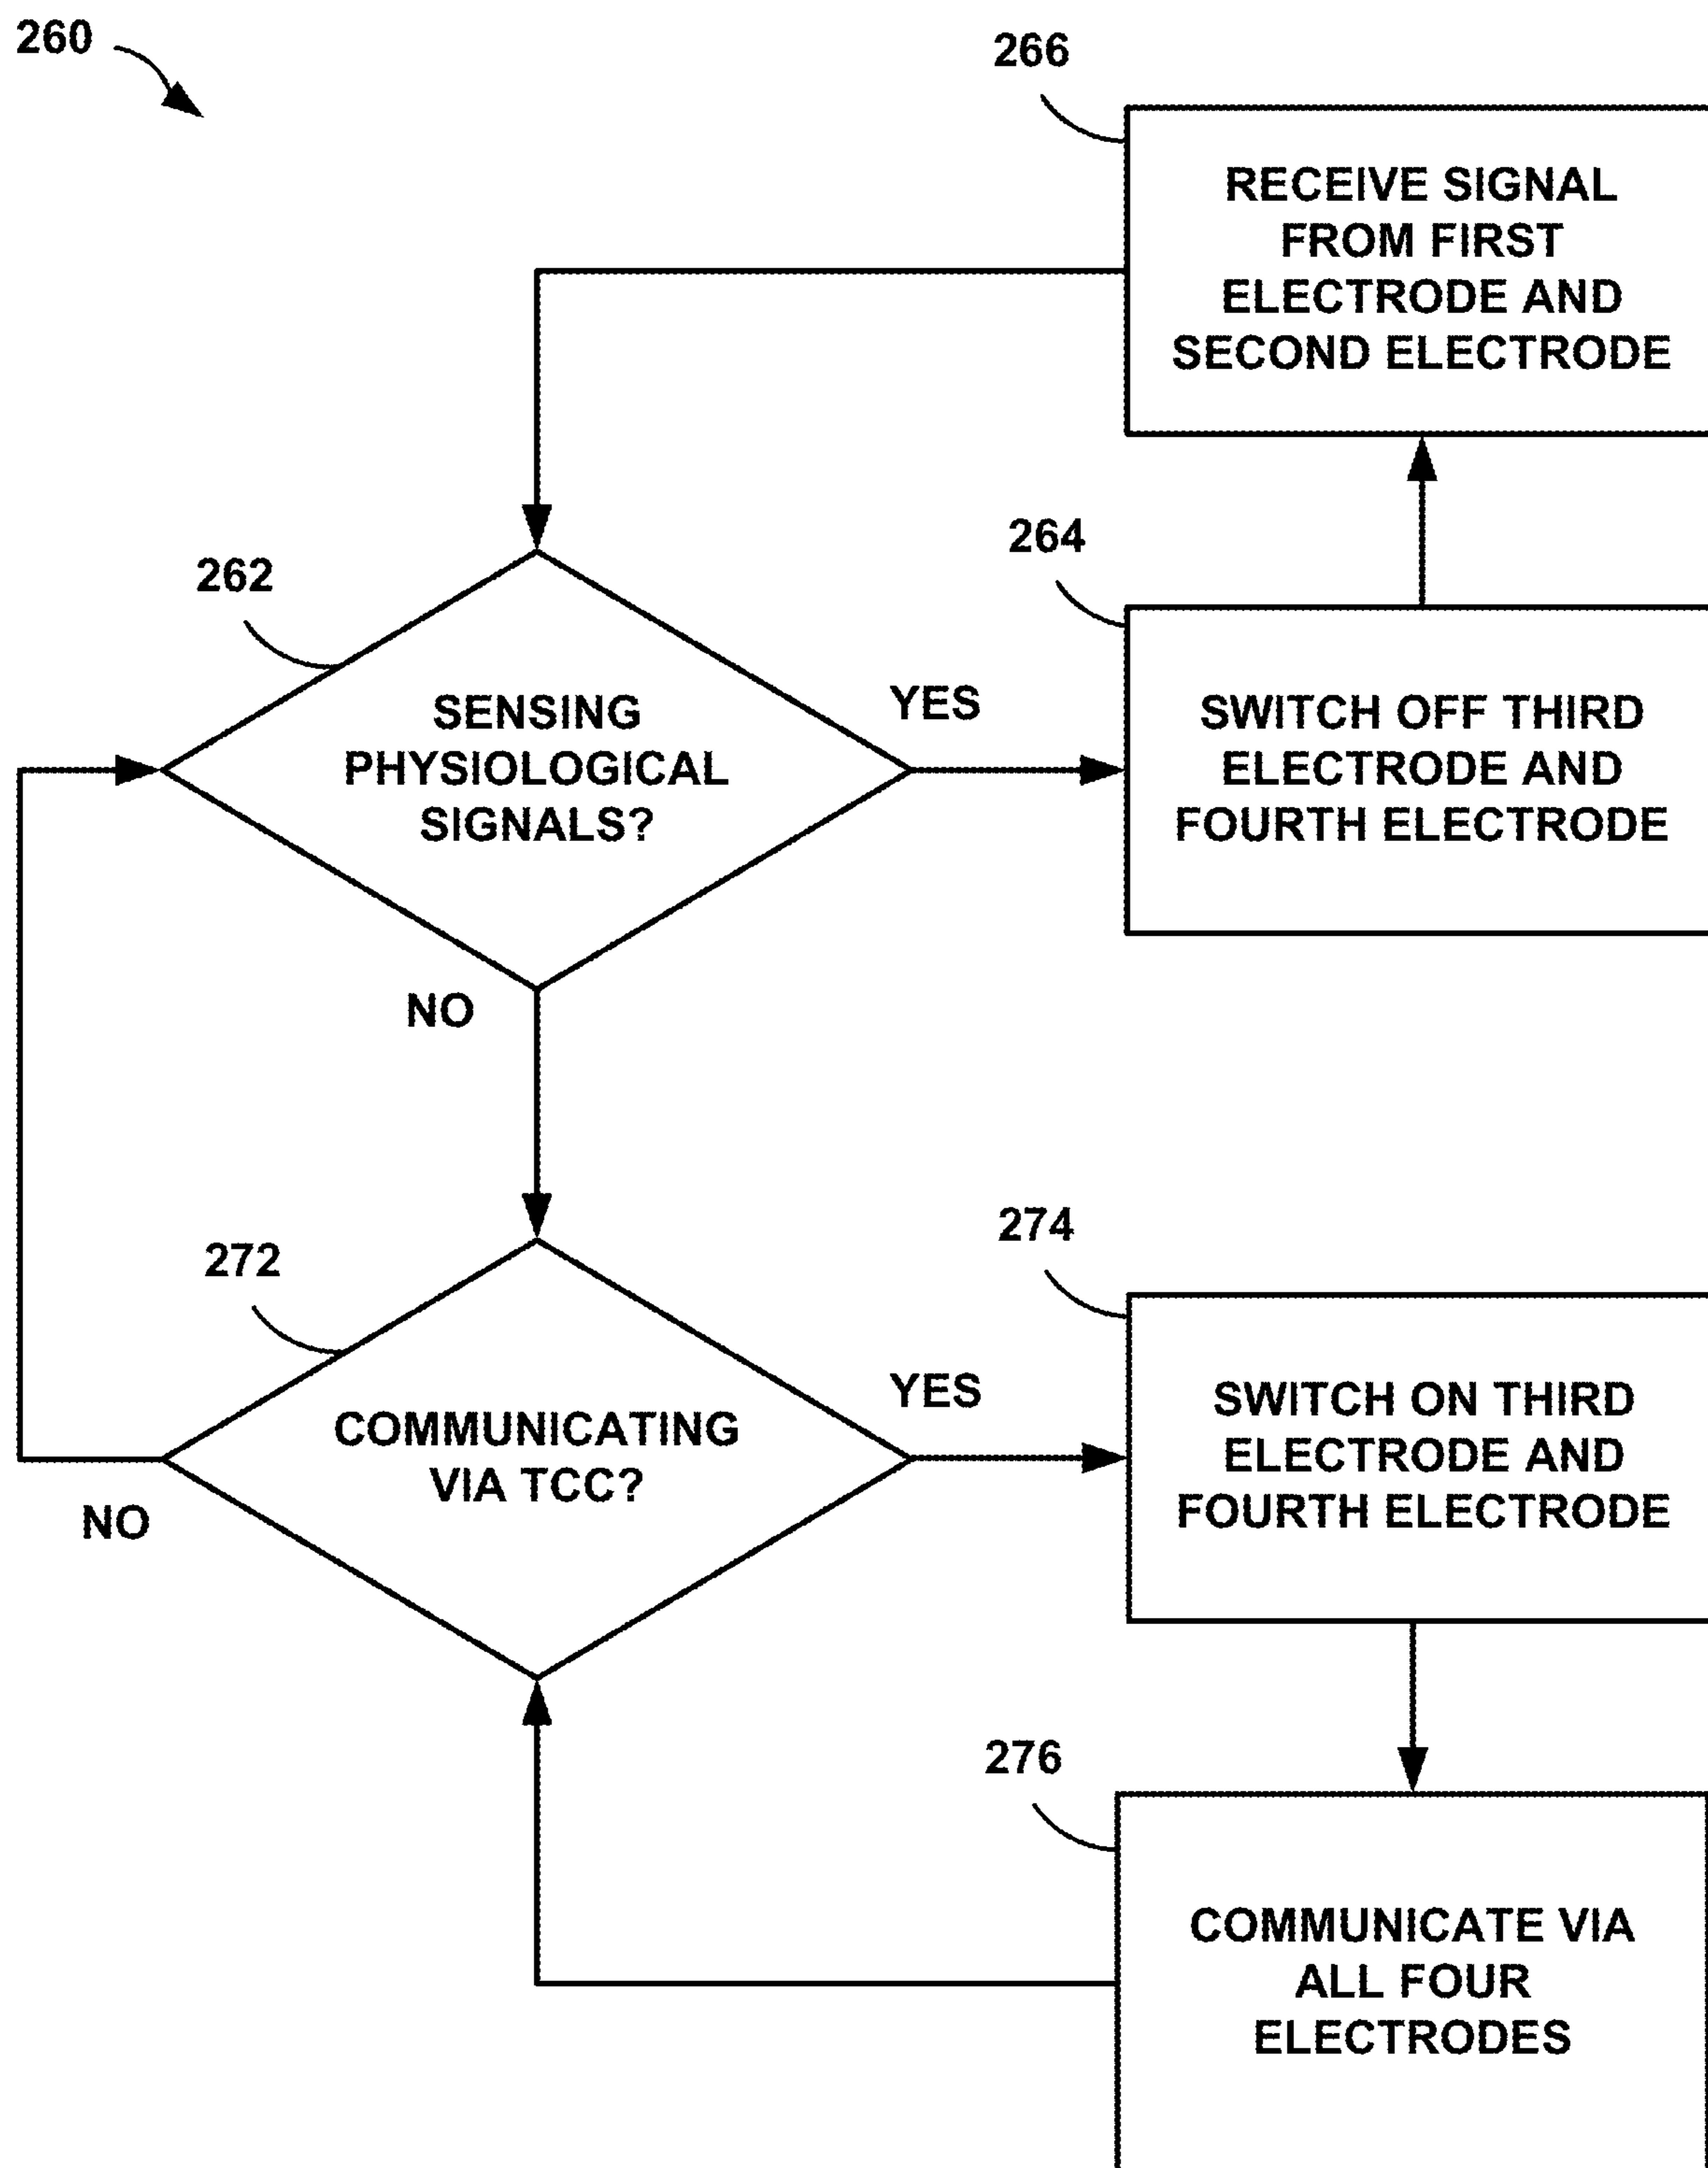 260
266
RECEIVE SIGNAL
FROM FIRST
ELECTRODE AND
SECOND ELECTRODE
262
SENSING
PHYSIOLOGICAL
SIGNALS?
YES
264
SWITCH OFF THIRD
ELECTRODE AND
FOURTH ELECTRODE
NO
272
COMMUNICATING
VIA TCC?
YES
NO
274
SWITCH ON THIRD
ELECTRODE AND
FOURTH ELECTRODE
276
COMMUNICATE VIA
ALL FOUR
ELECTRODES